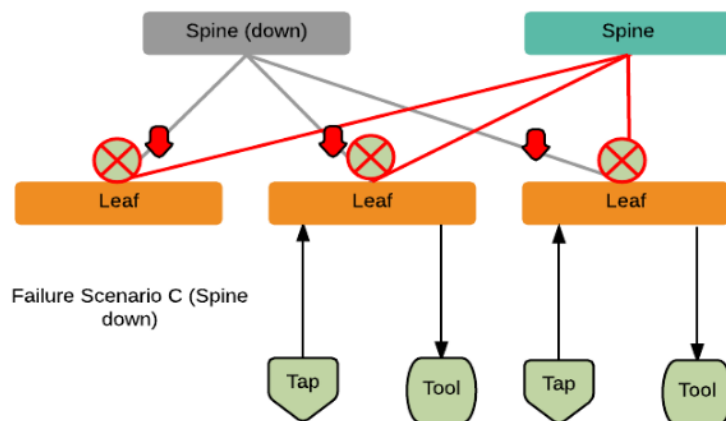 Spine (down)
Spine
Leaf
Leaf
Leaf
Failure Scenario C (Spine
down)
Tap
Tool
Tap
Tool